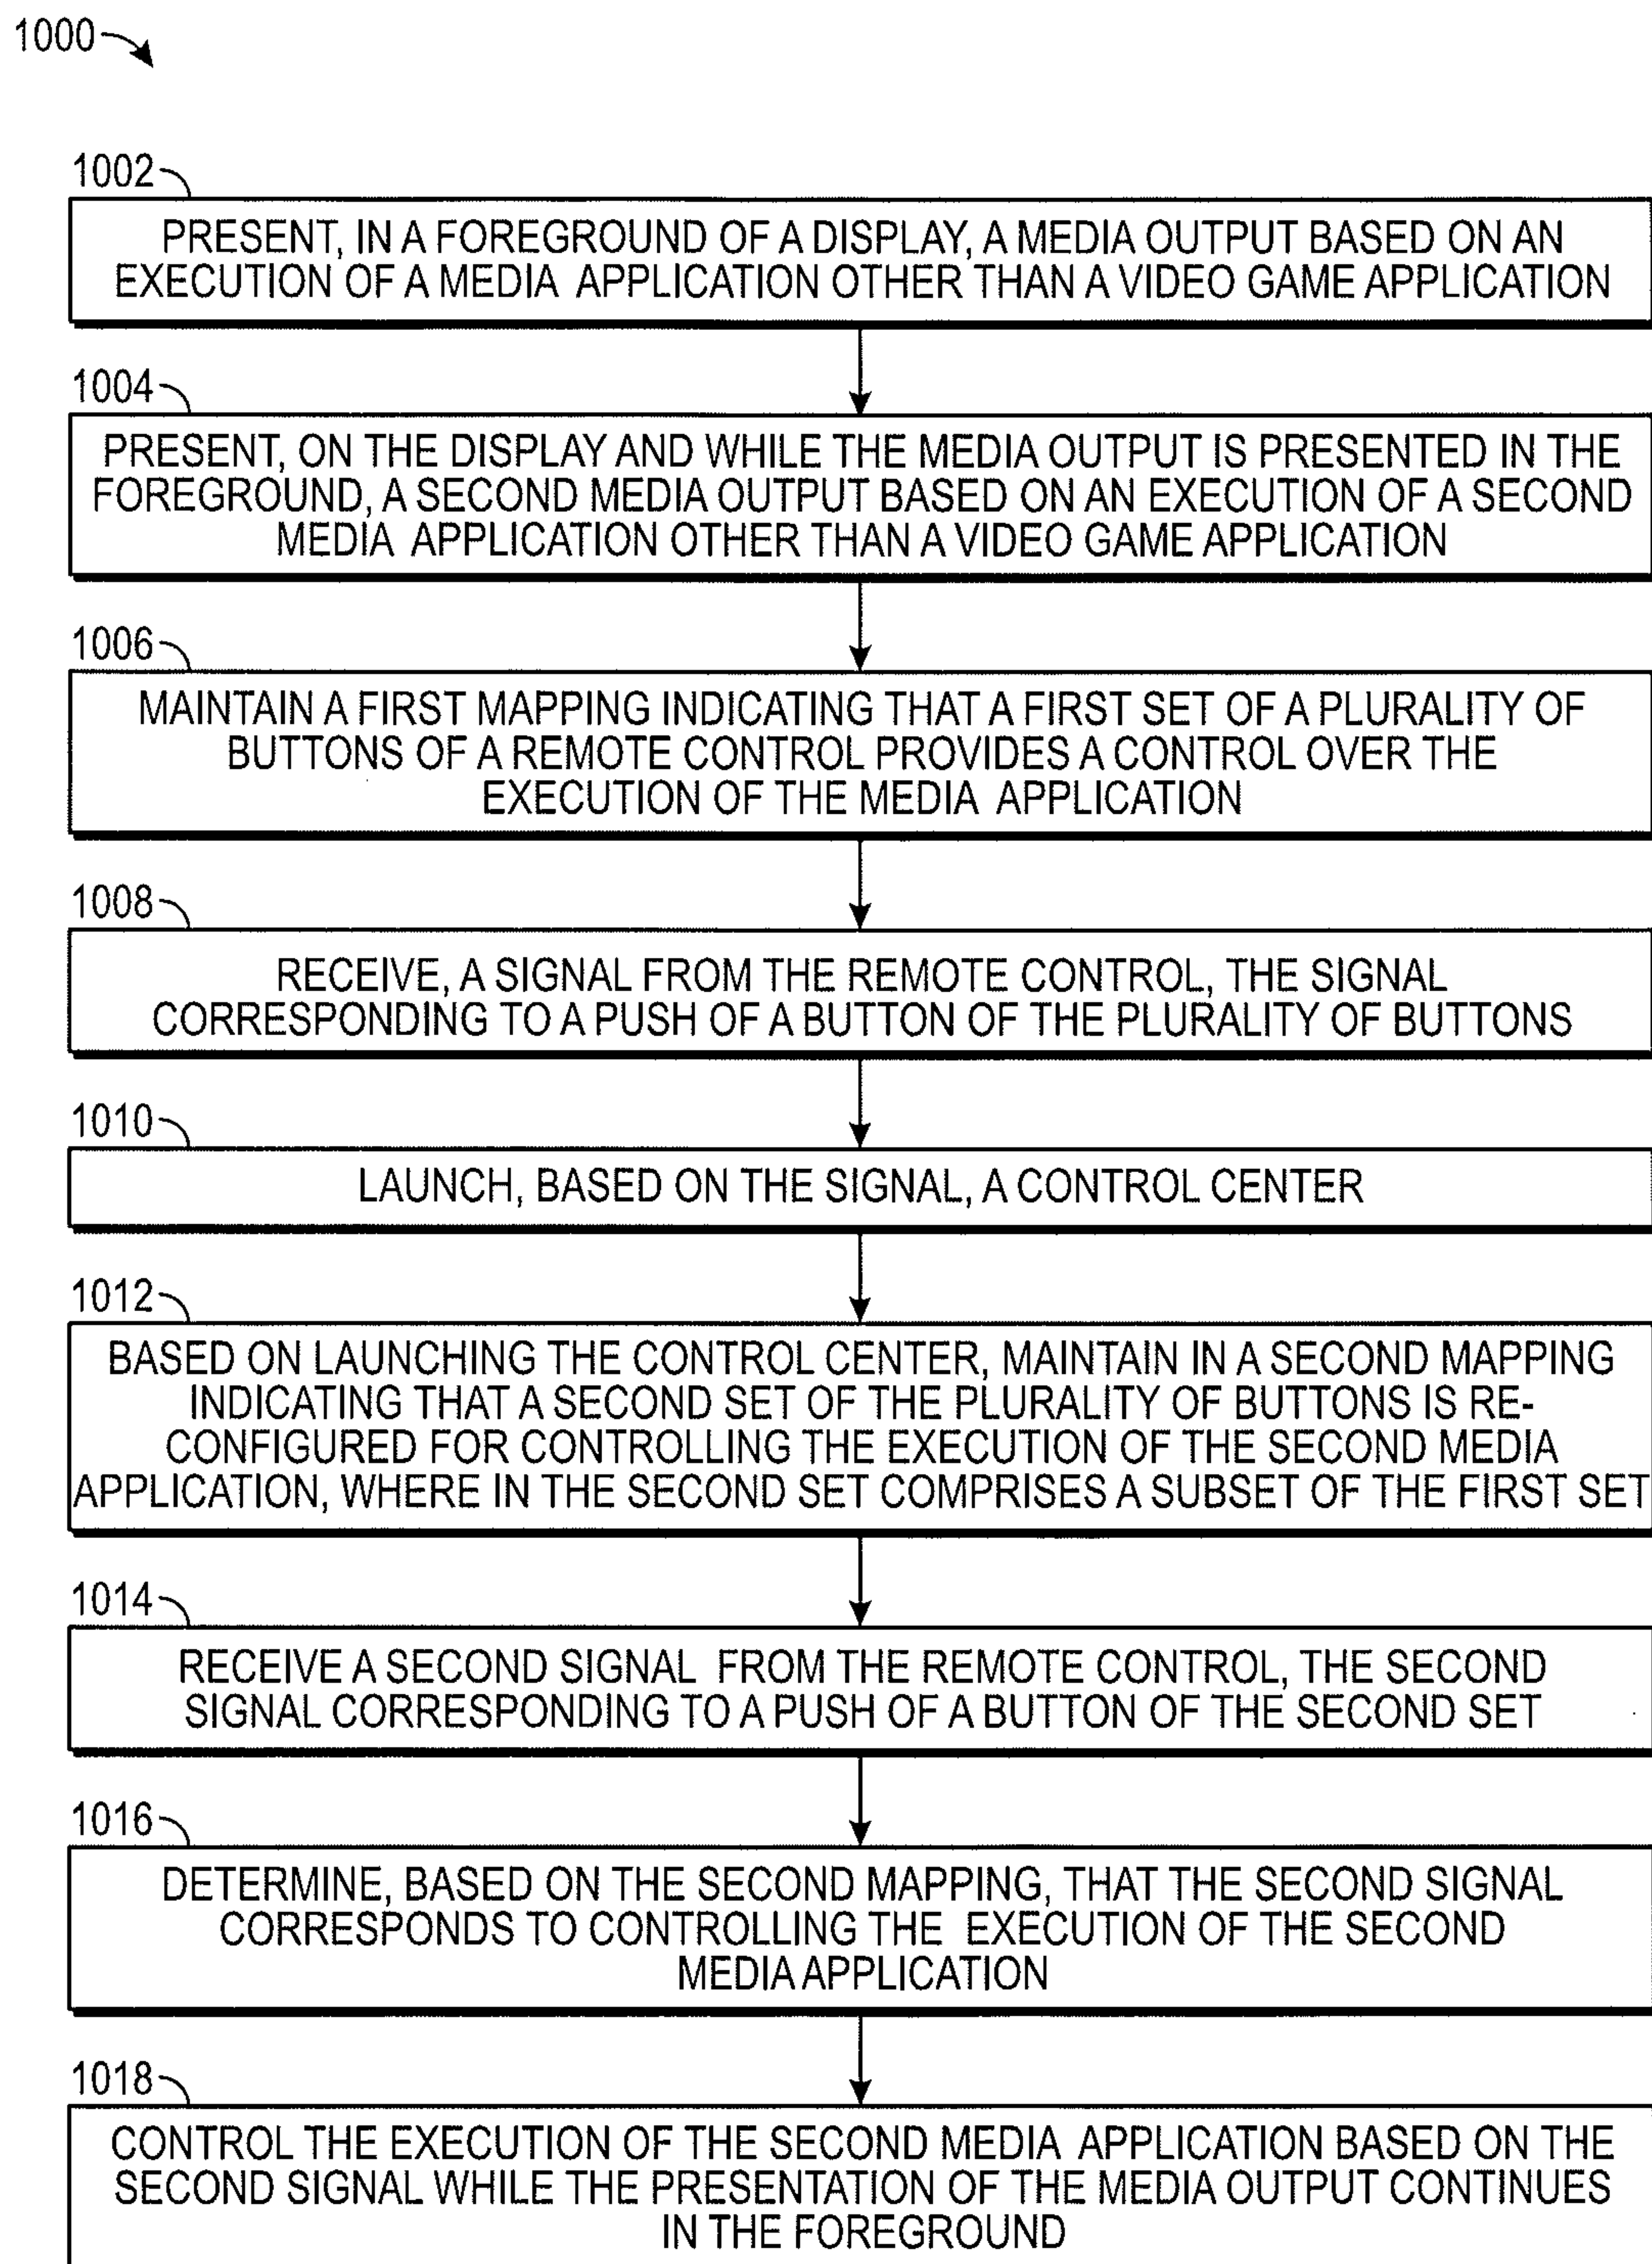 1000
1002
PRESENT, IN A FOREGROUND OF A DISPLAY, A MEDIA OUTPUT BASED ON AN
EXECUTION OF A MEDIA APPLICATION OTHER THAN A VIDEO GAME APPLICATION
1004
PRESENT, ON THE DISPLAY AND WHILE THE MEDIA OUTPUT IS PRESENTED IN THE
FOREGROUND, A SECOND MEDIA OUTPUT BASED ON AN EXECUTION OF A SECOND
MEDIA APPLICATION OTHER THAN A VIDEO GAME APPLICATION
1006
MAINTAIN A FIRST MAPPING INDICATING THAT A FIRST SET OF A PLURALITY OF
BUTTONS OF A REMOTE CONTROL PROVIDES A CONTROL OVER THE
EXECUTION OF THE MEDIA APPLICATION
1008
RECEIVE, A SIGNAL FROM THE REMOTE CONTROL, THE SIGNAL
CORRESPONDING TO A PUSH OF A BUTTON OF THE PLURALITY OF BUTTONS
1010
LAUNCH, BASED ON THE SIGNAL, A CONTROL CENTER
1012
BASED ON LAUNCHING THE CONTROL CENTER, MAINTAIN IN A SECOND MAPPING
INDICATING THAT A SECOND SET OF THE PLURALITY OF BUTTONS IS RE-
CONFIGURED FOR CONTROLLING THE EXECUTION OF THE SECOND MEDIA
APPLICATION, WHERE IN THE SECOND SET COMPRISES A SUBSET OF THE FIRST SET
1014
RECEIVE A SECOND SIGNAL FROM THE REMOTE CONTROL, THE SECOND
SIGNAL CORRESPONDING TO A PUSH OF A BUTTON OF THE SECOND SET
1016
DETERMINE, BASED ON THE SECOND MAPPING, THAT THE SECOND SIGNAL
CORRESPONDS TO CONTROLLING THE EXECUTION OF THE SECOND
MEDIA APPLICATION
1018
CONTROL THE EXECUTION OF THE SECOND MEDIA APPLICATION BASED ON THE
SECOND SIGNAL WHILE THE PRESENTATION OF THE MEDIA OUTPUT CONTINUES
IN THE FOREGROUND